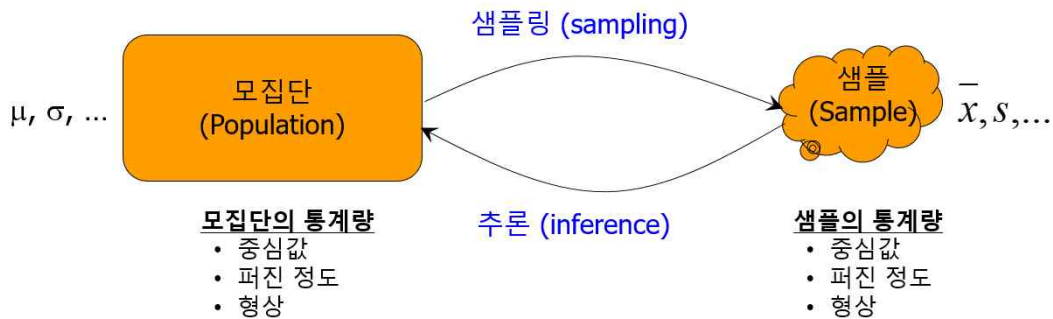 샘플링 (sampling)
모집단
(Population)
μ, σ, ...
샘플
(Sample)
x̄, s,...
추론 (inference)
모집단의 통계량
• 중심값
• 퍼진 정도
• 형상
샘플의 통계량
• 중심값
• 퍼진 정도
• 형상